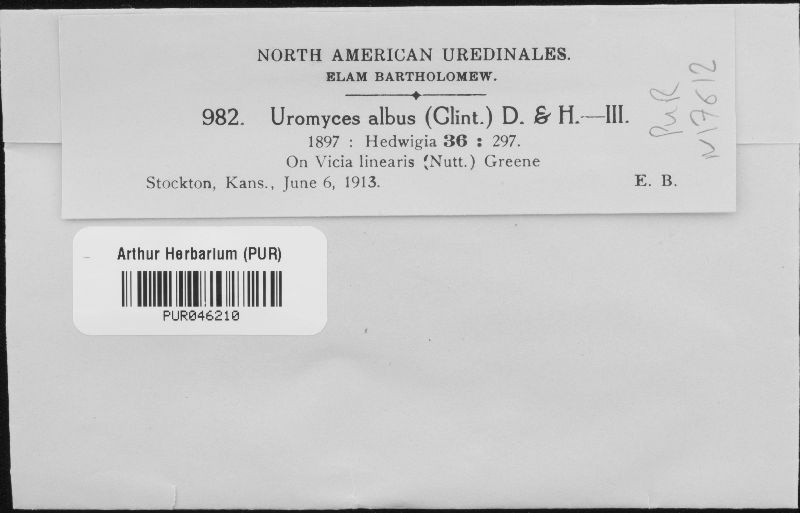 NORTH AMERICAN UREDINALES.
ELAM BARTHOLOMEW.
982. Uromyces albus (Clint.) D. & H.—III.
1897 : Hedwigia 36 : 297.
On Vicia linearis (Nutt.) Greene
Stockton, Kans., June 6, 1913. E. B.
PUR
N17612
Arthur Herbarium (PUR)
PUR046210